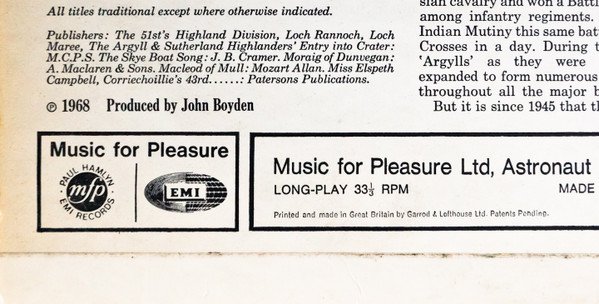 All titles traditional except where otherwise indicated.
Publishers: The 51st's Highland Division, Loch Rannoch, Loch
Maree, The Argyll & Sutherland Highlanders' Entry into Crater:
M.C.P.S. The Skye Boat Song: J. B. Cramer. Moraig of Dunvegan:
A. Maclaren & Sons. Macleod of Mull: Mozart Allan. Miss Elspeth
Campbell, Corriechoillie's 43rd......: Patersons Publications.
℗ 1968 Produced by John Boyden
sian cavalry and won a Battl
among infantry regiments.
Indian Mutiny this same batt
Crosses in a day. During t
'Argylls' as they were
expanded to form numerous
throughout all the major b
But it is since 1945 that th
Music for Pleasure
PAUL HAMLYN
mfp
EMI RECORDS
EMI
Music for Pleasure Ltd, Astronaut
LONG-PLAY 33⅓ RPM MADE
Printed and made in Great Britain by Garrod & Lofthouse Ltd. Patents Pending.